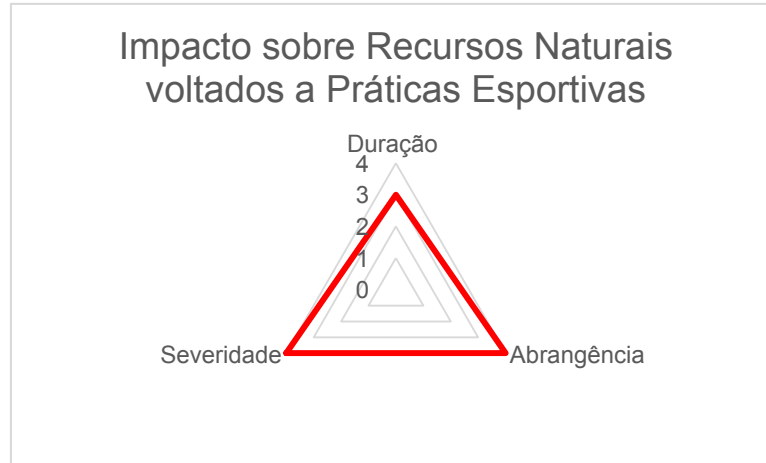 Impacto sobre Recursos Naturais
voltados a Práticas Esportivas
Duração
4
3
2
1
0
Severidade
Abrangência